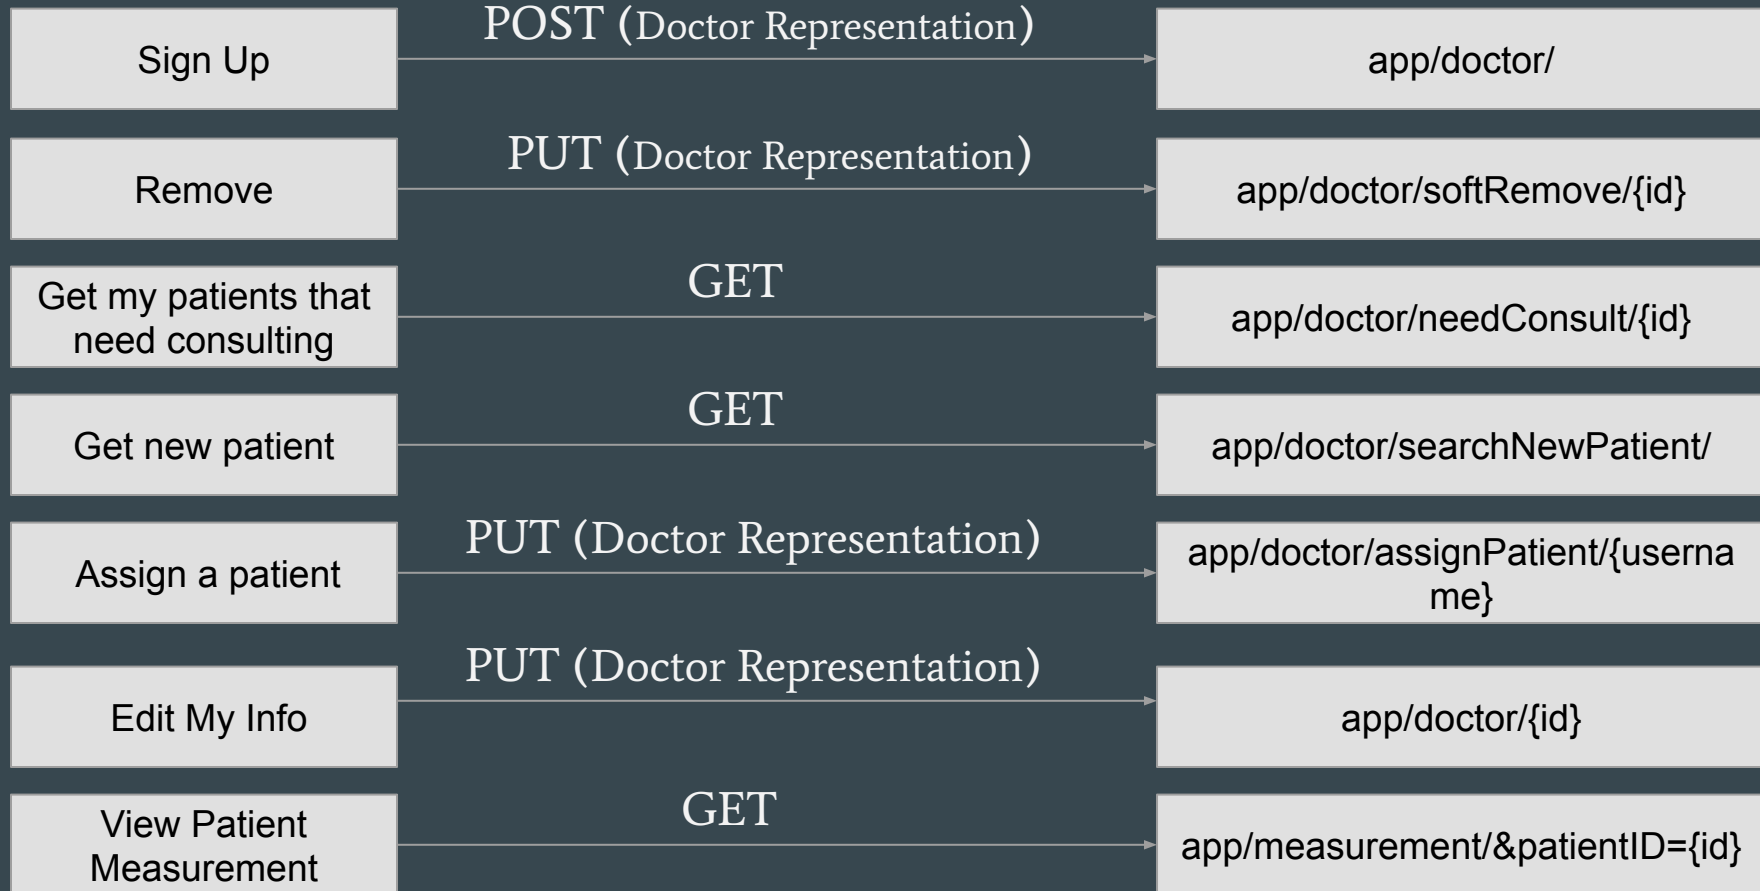 Sign Up
POST (Doctor Representation)
app/doctor/
Remove
PUT (Doctor Representation)
app/doctor/softRemove/{id}
Get my patients that
need consulting
GET
app/doctor/needConsult/{id}
Get new patient
GET
app/doctor/searchNewPatient/
Assign a patient
PUT (Doctor Representation)
app/doctor/assignPatient/{userna
me}
Edit My Info
PUT (Doctor Representation)
app/doctor/{id}
View Patient
Measurement
GET
app/measurement/&patientID={id}